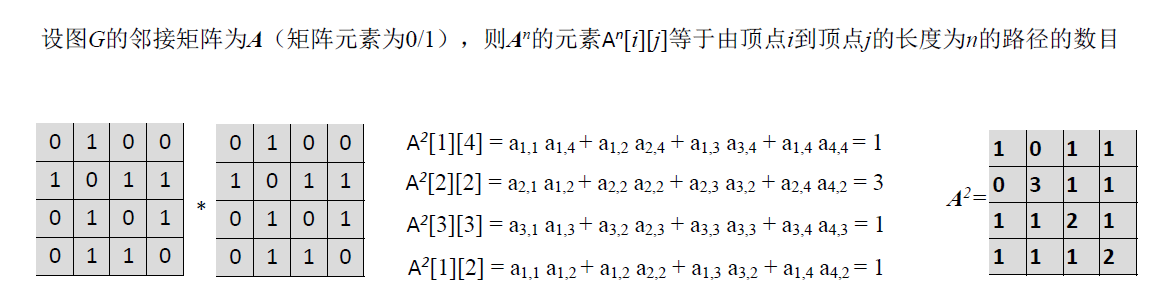 设图G的邻接矩阵为A（矩阵元素为0/1），则Aⁿ的元素Aⁿ[i][j]等于由顶点i到顶点j的长度为n的路径的数目
0 1 0 0
1 0 1 1
0 1 0 1
0 1 1 0
*
0 1 0 0
1 0 1 1
0 1 0 1
0 1 1 0
A²[1][4] = a₁,₁ a₁,₄ + a₁,₂ a₂,₄ + a₁,₃ a₃,₄ + a₁,₄ a₄,₄ = 1
A²[2][2] = a₂,₁ a₁,₂ + a₂,₂ a₂,₂ + a₂,₃ a₃,₂ + a₂,₄ a₄,₂ = 3
A²[3][3] = a₃,₁ a₁,₃ + a₃,₂ a₂,₃ + a₃,₃ a₃,₃ + a₃,₄ a₄,₃ = 1
A²[1][2] = a₁,₁ a₁,₂ + a₁,₂ a₂,₂ + a₁,₃ a₃,₂ + a₁,₄ a₄,₂ = 1
A²=
1 0 1 1
0 3 1 1
1 1 2 1
1 1 1 2